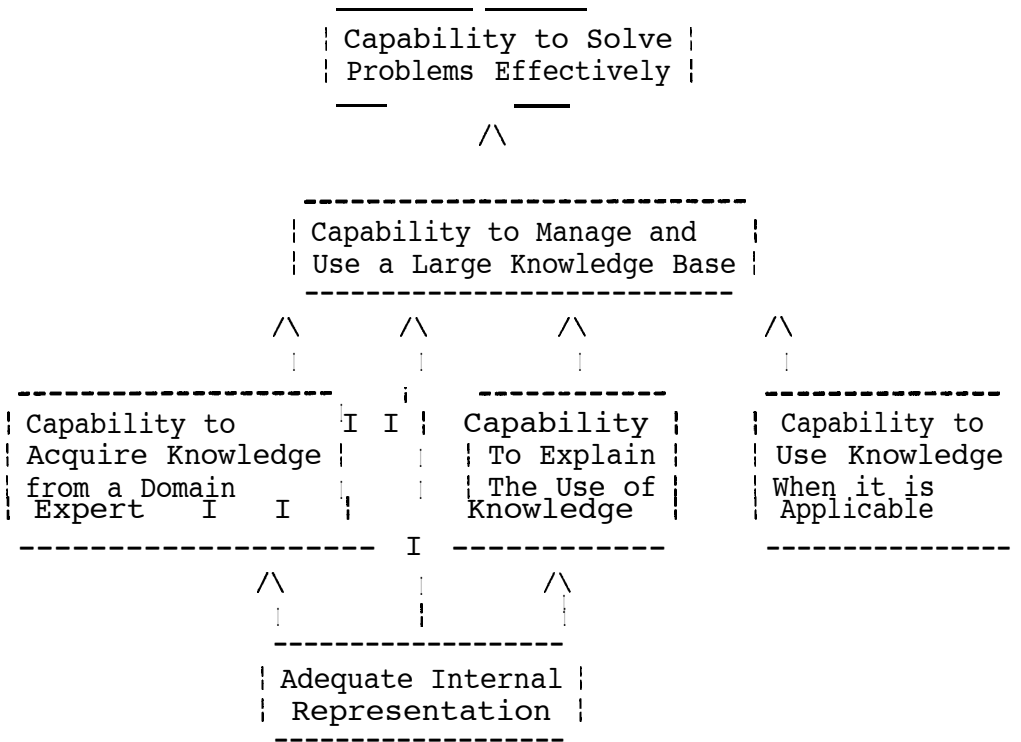 Capability to Solve
Problems Effectively
Capability to Manage and
Use a Large Knowledge Base
Capability to
Acquire Knowledge
from a Domain
Expert
Capability
To Explain
The Use of
Knowledge
Capability to
Use Knowledge
When it is
Applicable
Adequate Internal
Representation